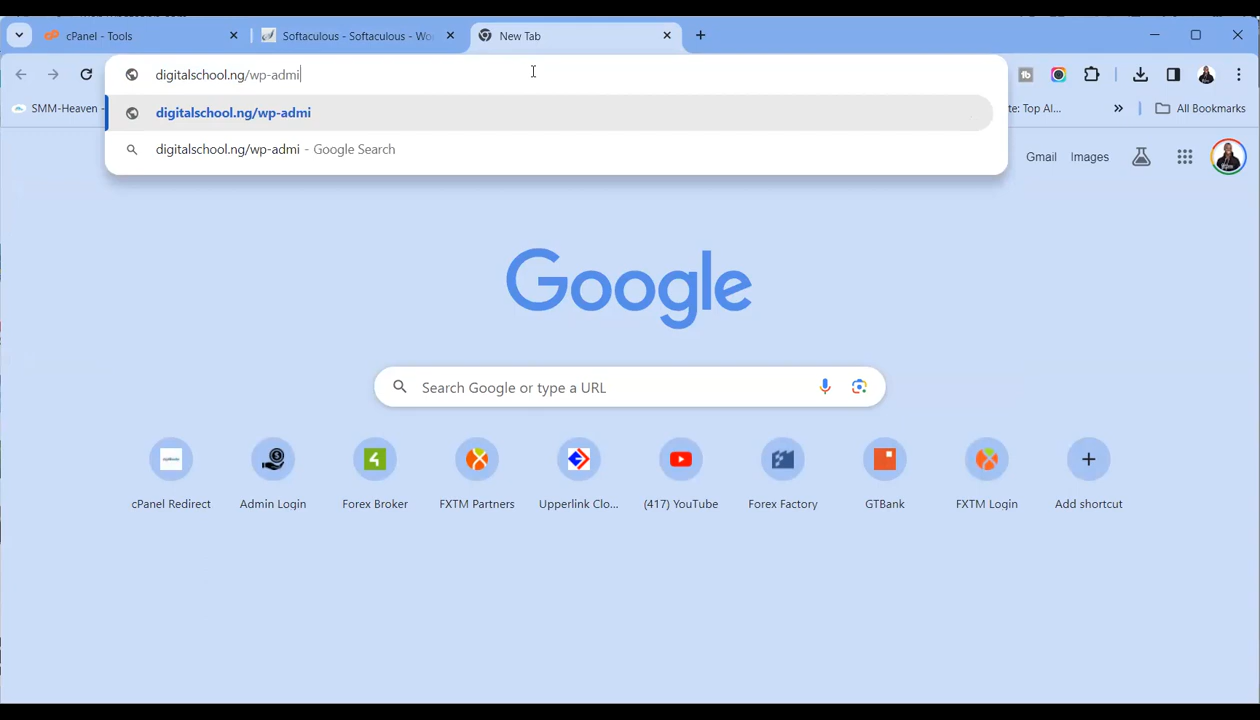 cPanel - Tools
Softaculous - Softaculous - Wo
New Tab
digitalschool.ng/wp-admi
SMM-Heaven -
digitalschool.ng/wp-admi
te: Top Al...
All Bookmarks
digitalschool.ng/wp-admi - Google Search
Gmail
Images
Google
Search Google or type a URL
cPanel Redirect
Admin Login
Forex Broker
FXTM Partners
Upperlink Clo...
(417) YouTube
Forex Factory
GTBank
FXTM Login
Add shortcut